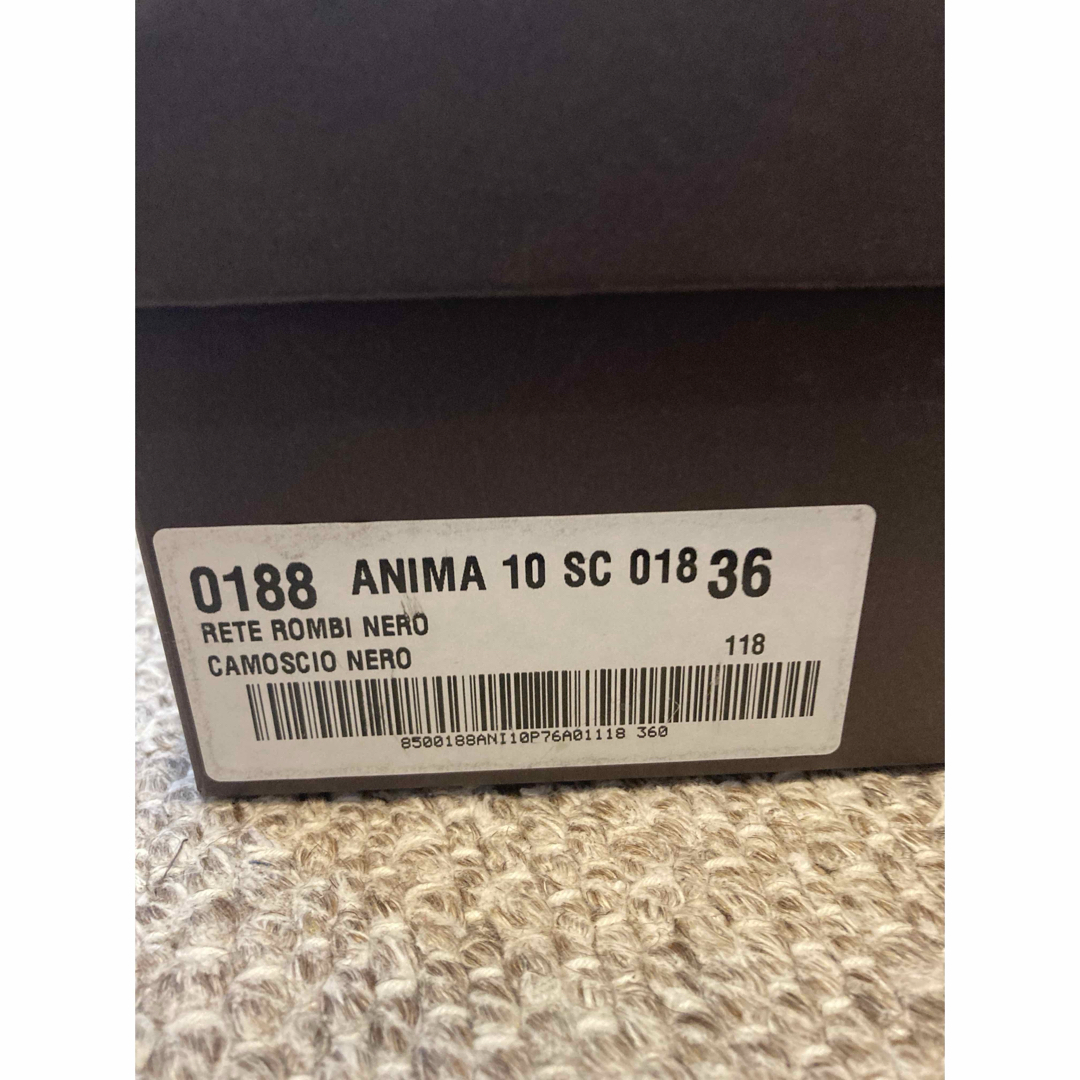 0188 ANIMA 10 SC 018 36
RETE ROMBI NERO
CAMOSCIO NERO 118
8500188ANI10P76A01118 360